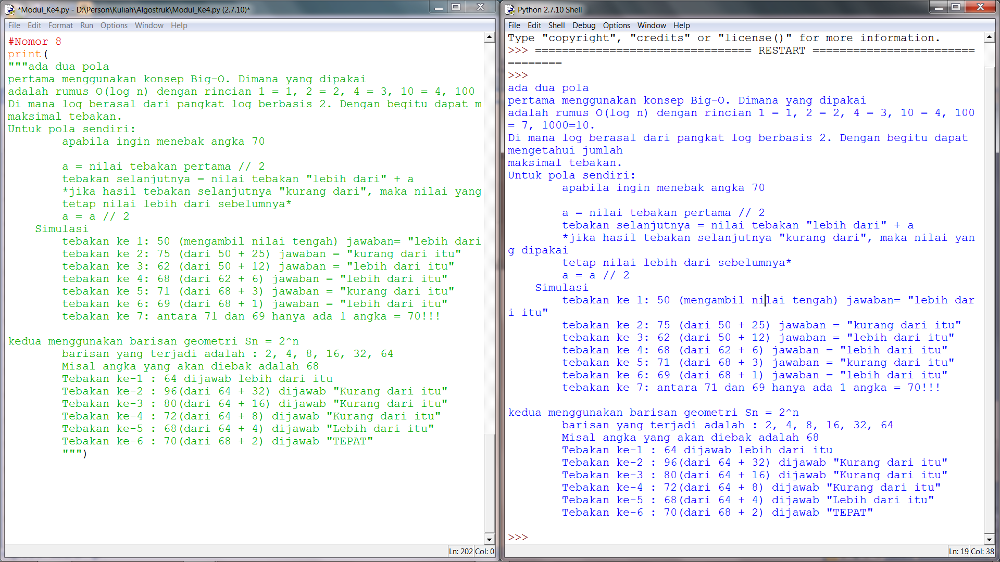 *Modul_Ke4.py - D:\Person\Kuliah\Algostruk\Modul_Ke4.py (2.7.10)*
File Edit Format Run Options Window Help
#Nomor 8
print(
"""ada dua pola
pertama menggunakan konsep Big-O. Dimana yang dipakai
adalah rumus O(log n) dengan rincian 1 = 1, 2 = 2, 4 = 3, 10 = 4, 100
Di mana log berasal dari pangkat log berbasis 2. Dengan begitu dapat m
maksimal tebakan.
Untuk pola sendiri:
apabila ingin menebak angka 70
a = nilai tebakan pertama // 2
tebakan selanjutnya = nilai tebakan "lebih dari" + a
*jika hasil tebakan selanjutnya "kurang dari", maka nilai yang
tetap nilai lebih dari sebelumnya*
a = a // 2
Simulasi
tebakan ke 1: 50 (mengambil nilai tengah) jawaban= "lebih dari
tebakan ke 2: 75 (dari 50 + 25) jawaban = "kurang dari itu"
tebakan ke 3: 62 (dari 50 + 12) jawaban = "lebih dari itu"
tebakan ke 4: 68 (dari 62 + 6) jawaban = "lebih dari itu"
tebakan ke 5: 71 (dari 68 + 3) jawaban = "kurang dari itu"
tebakan ke 6: 69 (dari 68 + 1) jawaban = "lebih dari itu"
tebakan ke 7: antara 71 dan 69 hanya ada 1 angka = 70!!!
kedua menggunakan barisan geometri Sn = 2^n
barisan yang terjadi adalah : 2, 4, 8, 16, 32, 64
Misal angka yang akan diebak adalah 68
Tebakan ke-1 : 64 dijawab lebih dari itu
Tebakan ke-2 : 96(dari 64 + 32) dijawab "Kurang dari itu"
Tebakan ke-3 : 80(dari 64 + 16) dijawab "Kurang dari itu"
Tebakan ke-4 : 72(dari 64 + 8) dijawab "Kurang dari itu"
Tebakan ke-5 : 68(dari 64 + 4) dijawab "Lebih dari itu"
Tebakan ke-6 : 70(dari 68 + 2) dijawab "TEPAT"
""")
Ln: 202 Col: 0
Python 2.7.10 Shell
File Edit Shell Debug Options Window Help
Type "copyright", "credits" or "license()" for more information.
>>> ================================ RESTART ========================
========
>>>
ada dua pola
pertama menggunakan konsep Big-O. Dimana yang dipakai
adalah rumus O(log n) dengan rincian 1 = 1, 2 = 2, 4 = 3, 10 = 4, 100
= 7, 1000=10.
Di mana log berasal dari pangkat log berbasis 2. Dengan begitu dapat
mengetahui jumlah
maksimal tebakan.
Untuk pola sendiri:
apabila ingin menebak angka 70
a = nilai tebakan pertama // 2
tebakan selanjutnya = nilai tebakan "lebih dari" + a
*jika hasil tebakan selanjutnya "kurang dari", maka nilai yan
g dipakai
tetap nilai lebih dari sebelumnya*
a = a // 2
Simulasi
tebakan ke 1: 50 (mengambil nilai tengah) jawaban= "lebih dar
i itu"
tebakan ke 2: 75 (dari 50 + 25) jawaban = "kurang dari itu"
tebakan ke 3: 62 (dari 50 + 12) jawaban = "lebih dari itu"
tebakan ke 4: 68 (dari 62 + 6) jawaban = "lebih dari itu"
tebakan ke 5: 71 (dari 68 + 3) jawaban = "kurang dari itu"
tebakan ke 6: 69 (dari 68 + 1) jawaban = "lebih dari itu"
tebakan ke 7: antara 71 dan 69 hanya ada 1 angka = 70!!!
kedua menggunakan barisan geometri Sn = 2^n
barisan yang terjadi adalah : 2, 4, 8, 16, 32, 64
Misal angka yang akan diebak adalah 68
Tebakan ke-1 : 64 dijawab lebih dari itu
Tebakan ke-2 : 96(dari 64 + 32) dijawab "Kurang dari itu"
Tebakan ke-3 : 80(dari 64 + 16) dijawab "Kurang dari itu"
Tebakan ke-4 : 72(dari 64 + 8) dijawab "Kurang dari itu"
Tebakan ke-5 : 68(dari 64 + 4) dijawab "Lebih dari itu"
Tebakan ke-6 : 70(dari 68 + 2) dijawab "TEPAT"
>>>
Ln: 19 Col: 38